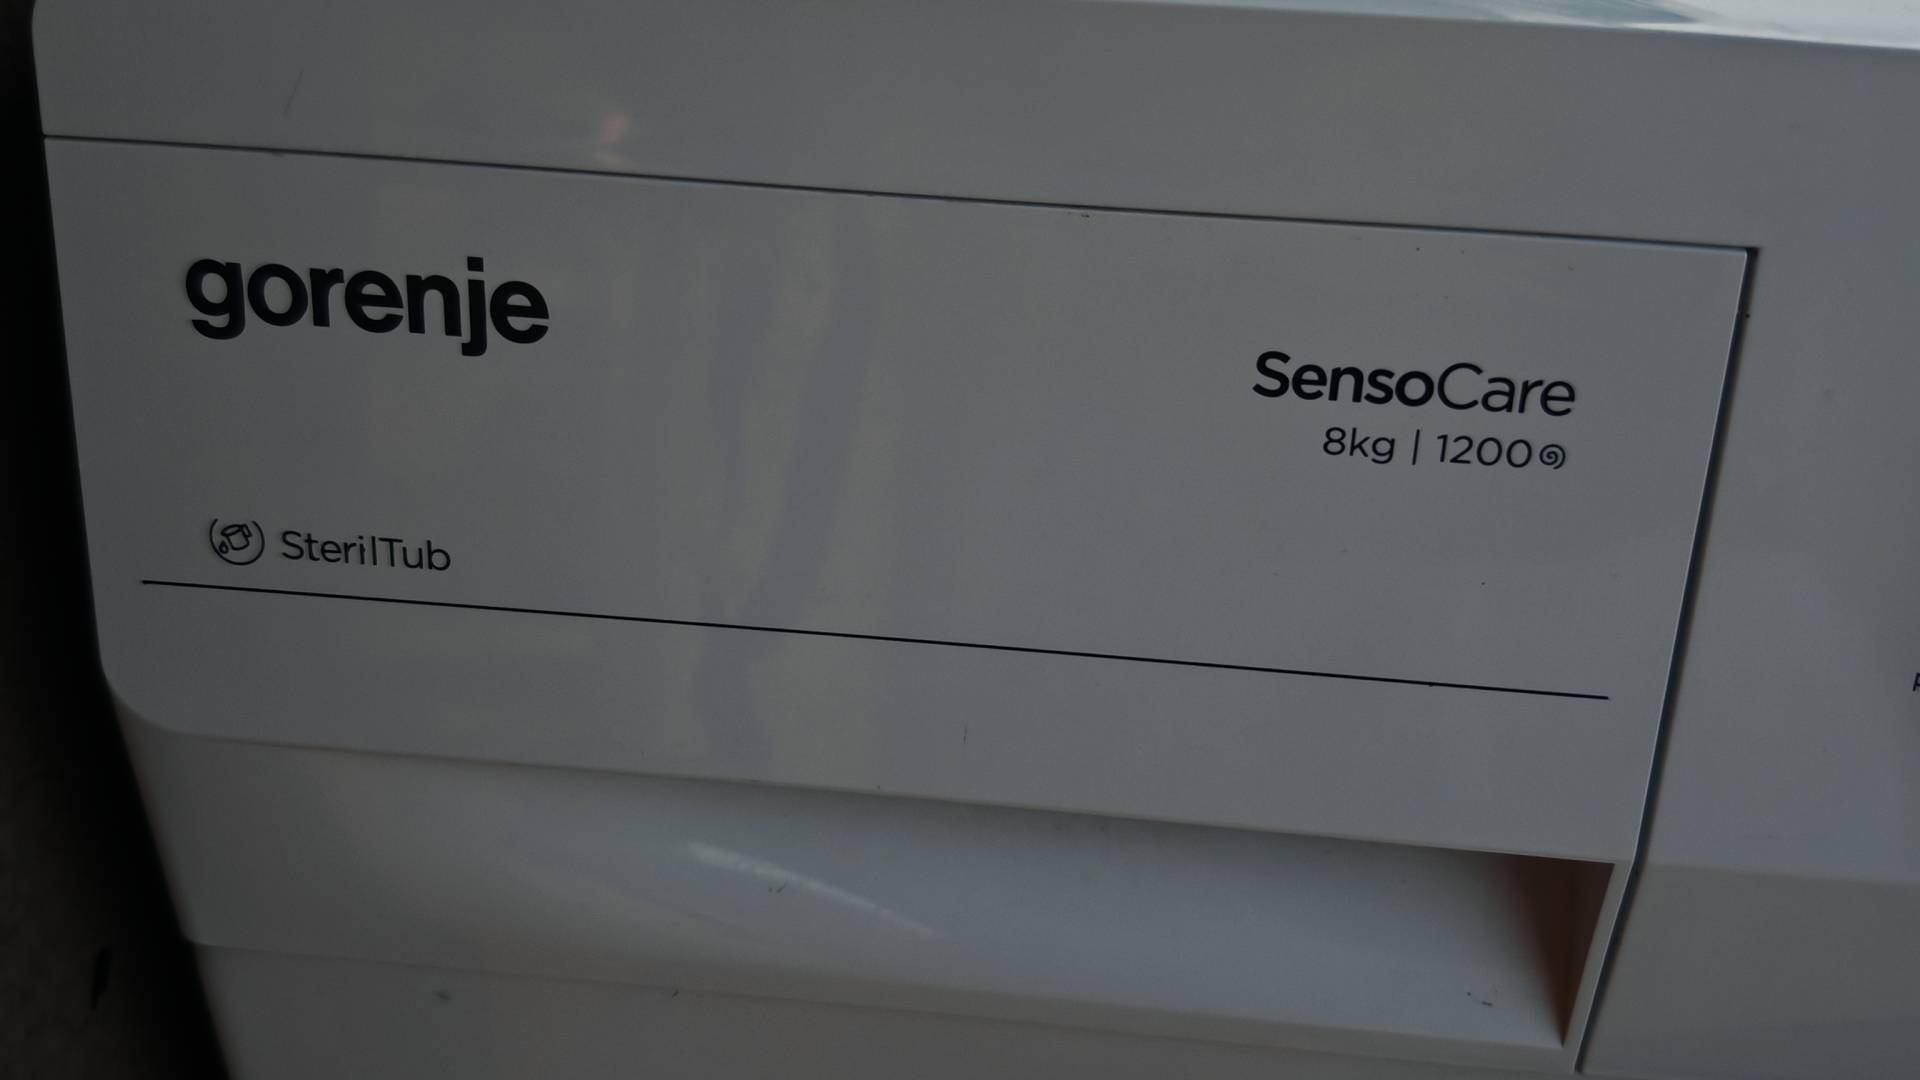 gorenje
SensoCare
8kg | 1200
SterilTub